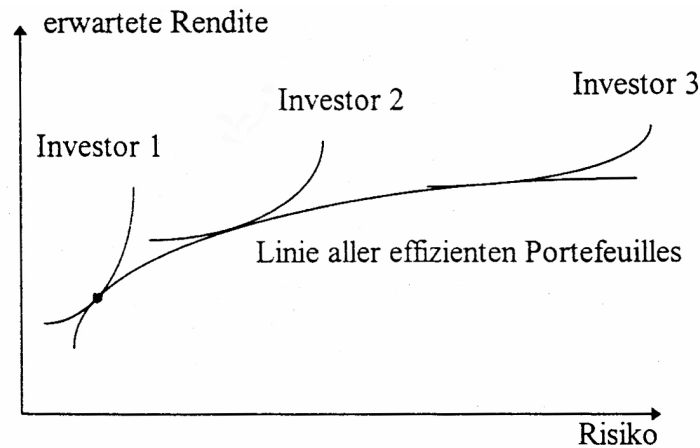 erwartete Rendite
Investor 3
Investor 2
Investor 1
Linie aller effizienten Portefeuilles
Risiko